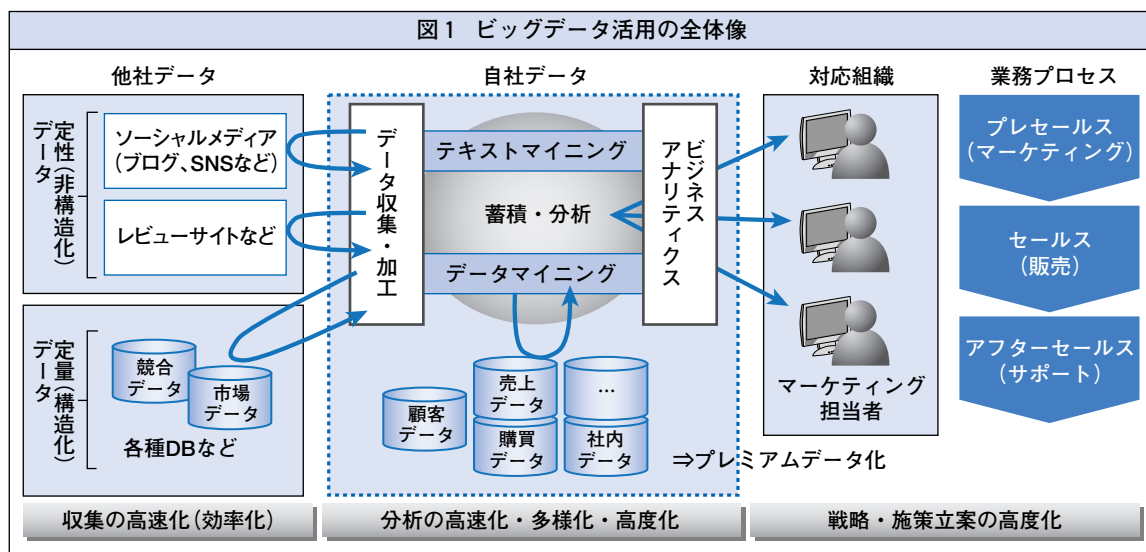 図1 ビッグデータ活用の全体像
他社データ
定性(非構造化)
データ
ソーシャルメディア
(ブログ、SNSなど)
レビューサイトなど
定量(構造化)
データ
競合
データ
市場
データ
各種DBなど
自社データ
データ収集・加工
テキストマイニング
蓄積・分析
データマイニング
ビジネス
アナリティクス
顧客
データ
売上
データ
購買
データ
…
社内
データ
⇒プレミアムデータ化
対応組織
マーケティング
担当者
業務プロセス
プレセールス
(マーケティング)
セールス
(販売)
アフターセールス
(サポート)
収集の高速化(効率化)
分析の高速化・多様化・高度化
戦略・施策立案の高度化